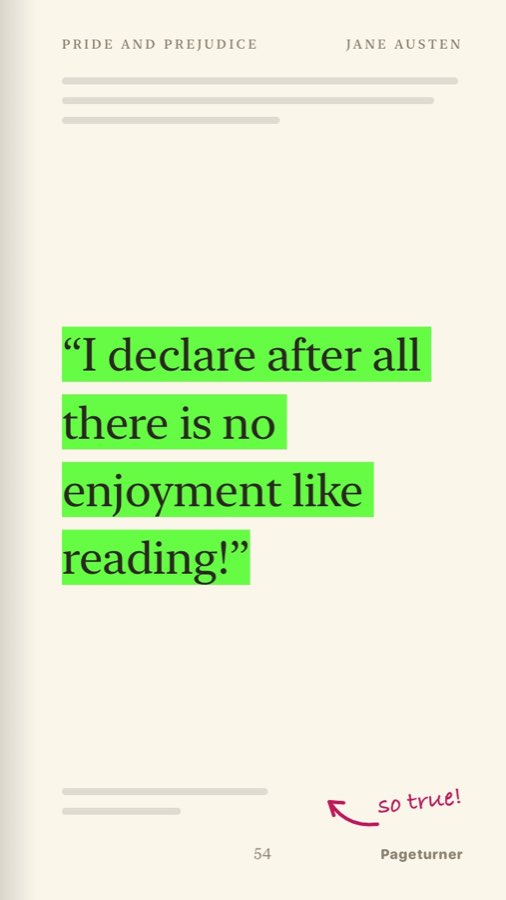 PRIDE AND PREJUDICE JANE AUSTEN
“I declare after all
there is no
enjoyment like
reading!”
so true!
54 Pageturner